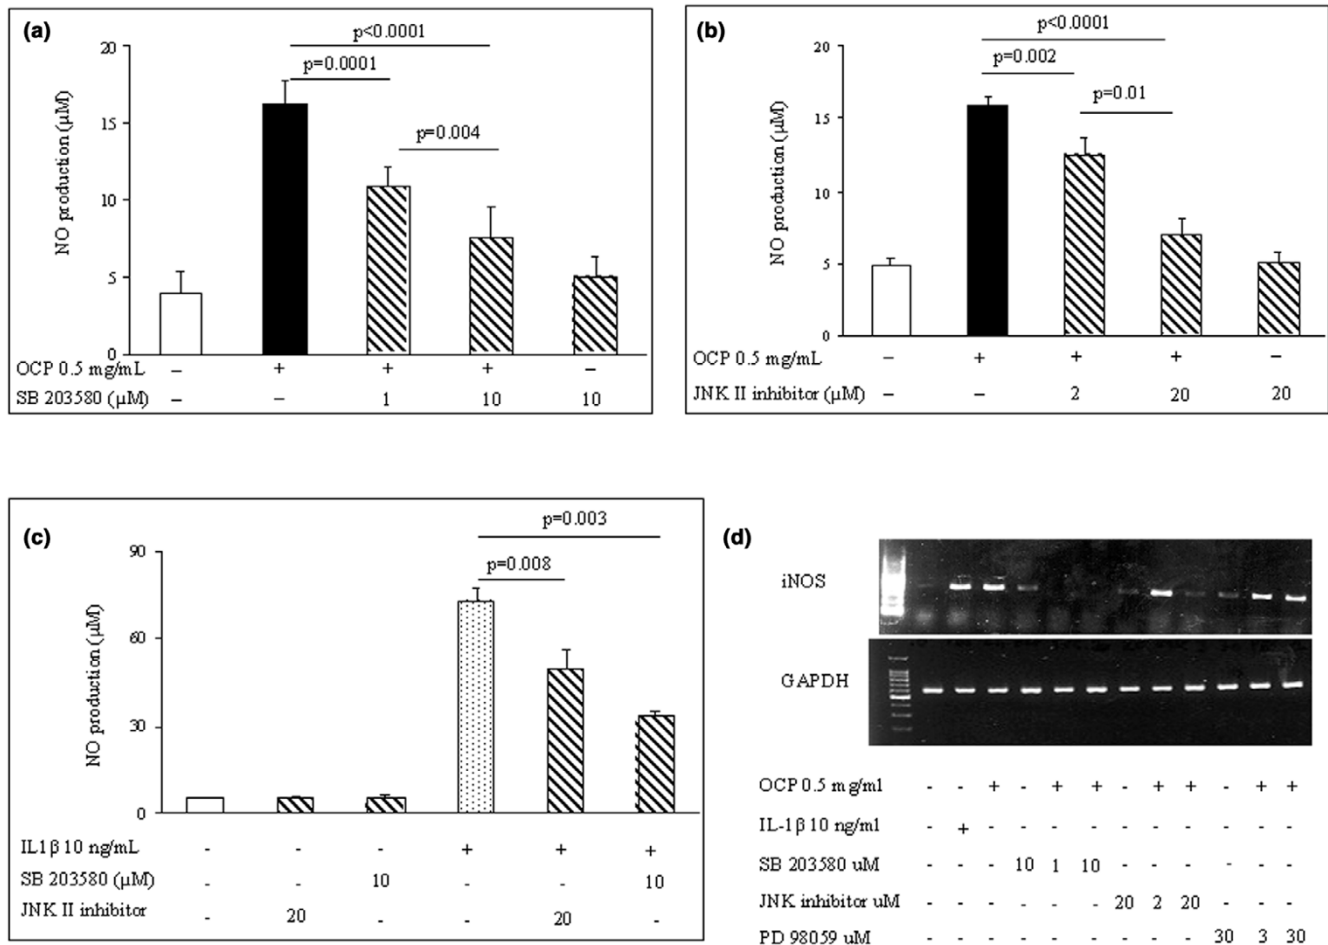 (a)
p<0.0001
p=0.0001
p=0.004
NO production (µM)
20
15
10
5
0
OCP 0.5 mg/mL – + + + –
SB 203580 (µM) – – 1 10 10
(b)
p<0.0001
p=0.002
p=0.01
NO production (µM)
20
15
10
5
0
OCP 0.5 mg/mL – + + + –
JNK II inhibitor (µM) – – 2 20 20
(c)
p=0.003
p=0.008
NO production (µM)
90
60
30
0
IL1β 10 ng/mL - - - + + +
SB 203580 (µM) - - 10 - - 10
JNK II inhibitor - 20 - - 20 -
(d)
iNOS
GAPDH
OCP 0.5 mg/ml - - + - + + - + + - + +
IL-1β 10 ng/ml - + - - - - - - - - - -
SB 203580 uM - - - 10 1 10 - - - - - -
JNK inhibitor uM - - - - - - 20 2 20 - - -
PD 98059 uM - - - - - - - - - 30 3 30